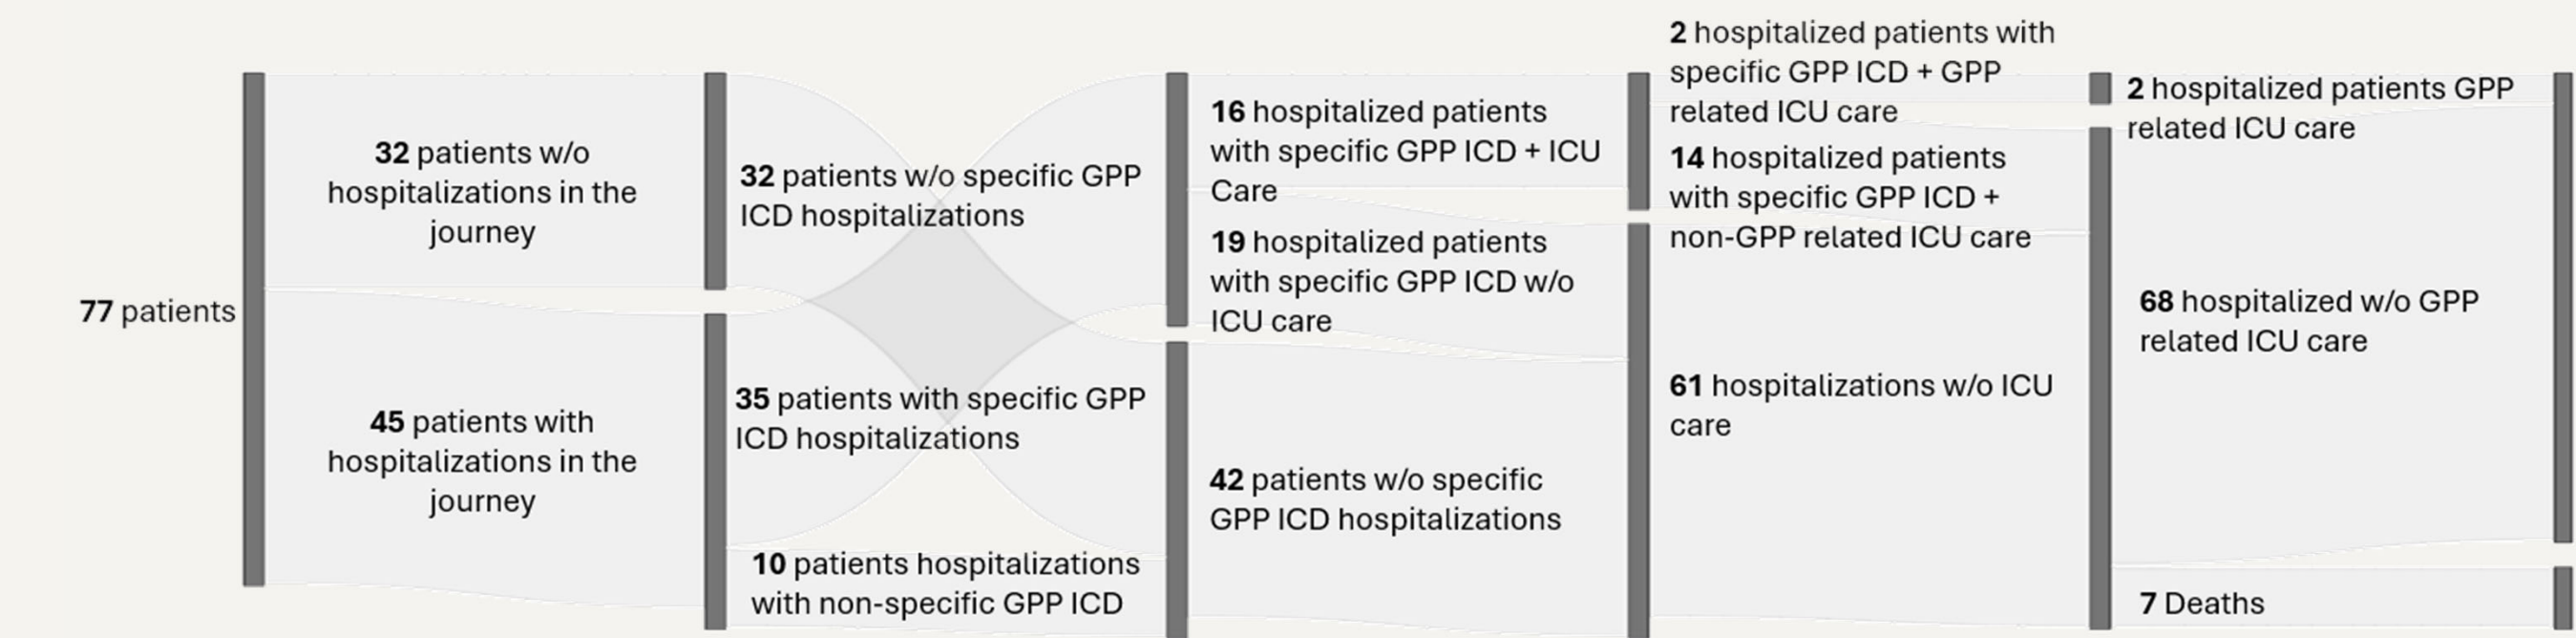 77 patients
32 patients w/o
hospitalizations in the
journey
45 patients with
hospitalizations in the
journey
32 patients w/o specific GPP
ICD hospitalizations
35 patients with specific GPP
ICD hospitalizations
10 patients hospitalizations
with non-specific GPP ICD
16 hospitalized patients
with specific GPP ICD + ICU
Care
19 hospitalized patients
with specific GPP ICD w/o
ICU care
42 patients w/o specific
GPP ICD hospitalizations
2 hospitalized patients with
specific GPP ICD + GPP
related ICU care
14 hospitalized patients
with specific GPP ICD +
non-GPP related ICU care
61 hospitalizations w/o ICU
care
2 hospitalized patients GPP
related ICU care
68 hospitalized w/o GPP
related ICU care
7 Deaths